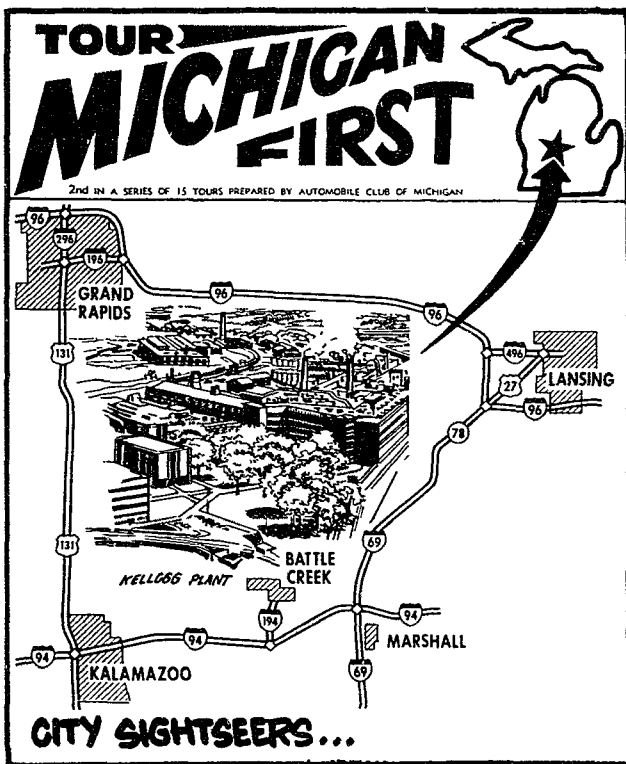 TOUR
MICHIGAN
FIRST
2nd IN A SERIES OF 15 TOURS PREPARED BY AUTOMOBILE CLUB OF MICHIGAN
96
296
196
GRAND
RAPIDS
96
96
131
496
LANSING
27
96
78
131
69
BATTLE
CREEK
KELLOGG PLANT
194
94
MARSHALL
94
94
KALAMAZOO
69
CITY SIGHTSEERS...